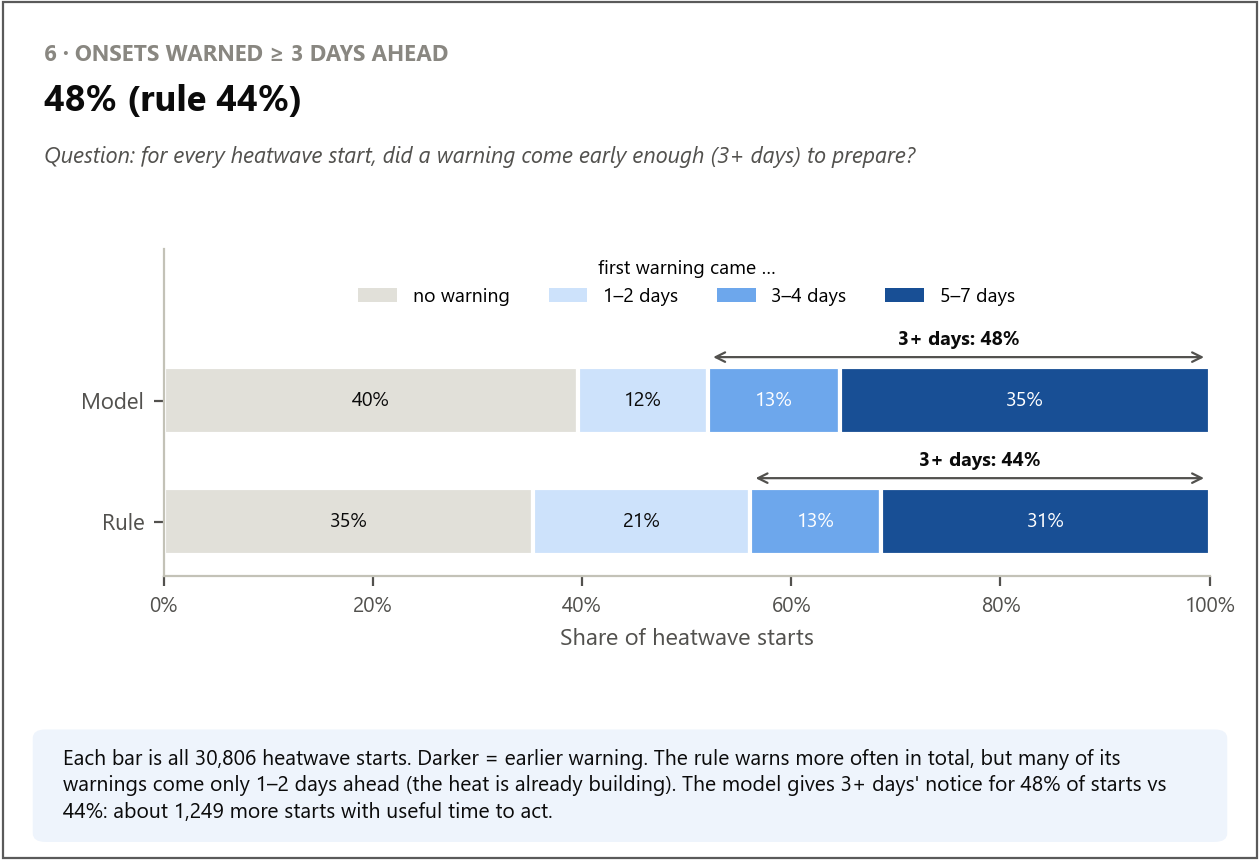 6 · ONSETS WARNED ≥ 3 DAYS AHEAD
48% (rule 44%)
Question: for every heatwave start, did a warning come early enough (3+ days) to prepare?
first warning came ...
no warning 1–2 days 3–4 days 5–7 days
3+ days: 48%
Model 40% 12% 13% 35%
3+ days: 44%
Rule 35% 21% 13% 31%
0% 20% 40% 60% 80% 100%
Share of heatwave starts
Each bar is all 30,806 heatwave starts. Darker = earlier warning. The rule warns more often in total, but many of its
warnings come only 1–2 days ahead (the heat is already building). The model gives 3+ days' notice for 48% of starts vs
44%: about 1,249 more starts with useful time to act.